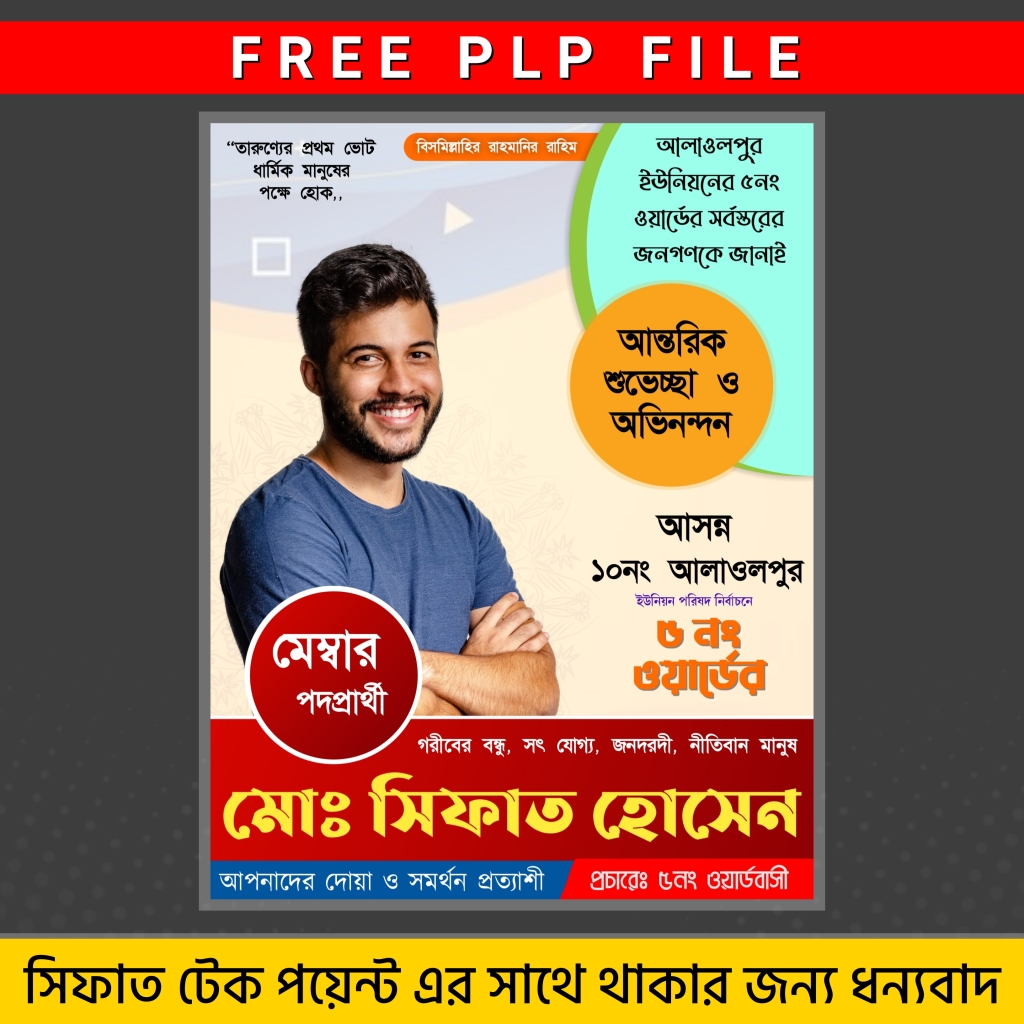 FREE PLP FILE
“তারুণ্যের প্রথম ভোট
ধার্মিক মানুষের
পক্ষে হোক,,
বিসমিল্লাহির রাহমানির রাহিম
আলাওলপুর
ইউনিয়নের ৫নং
ওয়ার্ডের সর্বস্তরের
জনগণকে জানাই
আন্তরিক
শুভেচ্ছা ও
অভিনন্দন
আসন্ন
১০নং আলাওলপুর
ইউনিয়ন পরিষদ নির্বাচনে
৫ নং
ওয়ার্ডের
মেম্বার
পদপ্রার্থী
গরীবের বন্ধু, সৎ যোগ্য, জনদরদী, নীতিবান মানুষ
মোঃ সিফাত হোসেন
আপনাদের দোয়া ও সমর্থন প্রত্যাশী
প্রচারেঃ ৫নং ওয়ার্ডবাসী
সিফাত টেক পয়েন্ট এর সাথে থাকার জন্য ধন্যবাদ